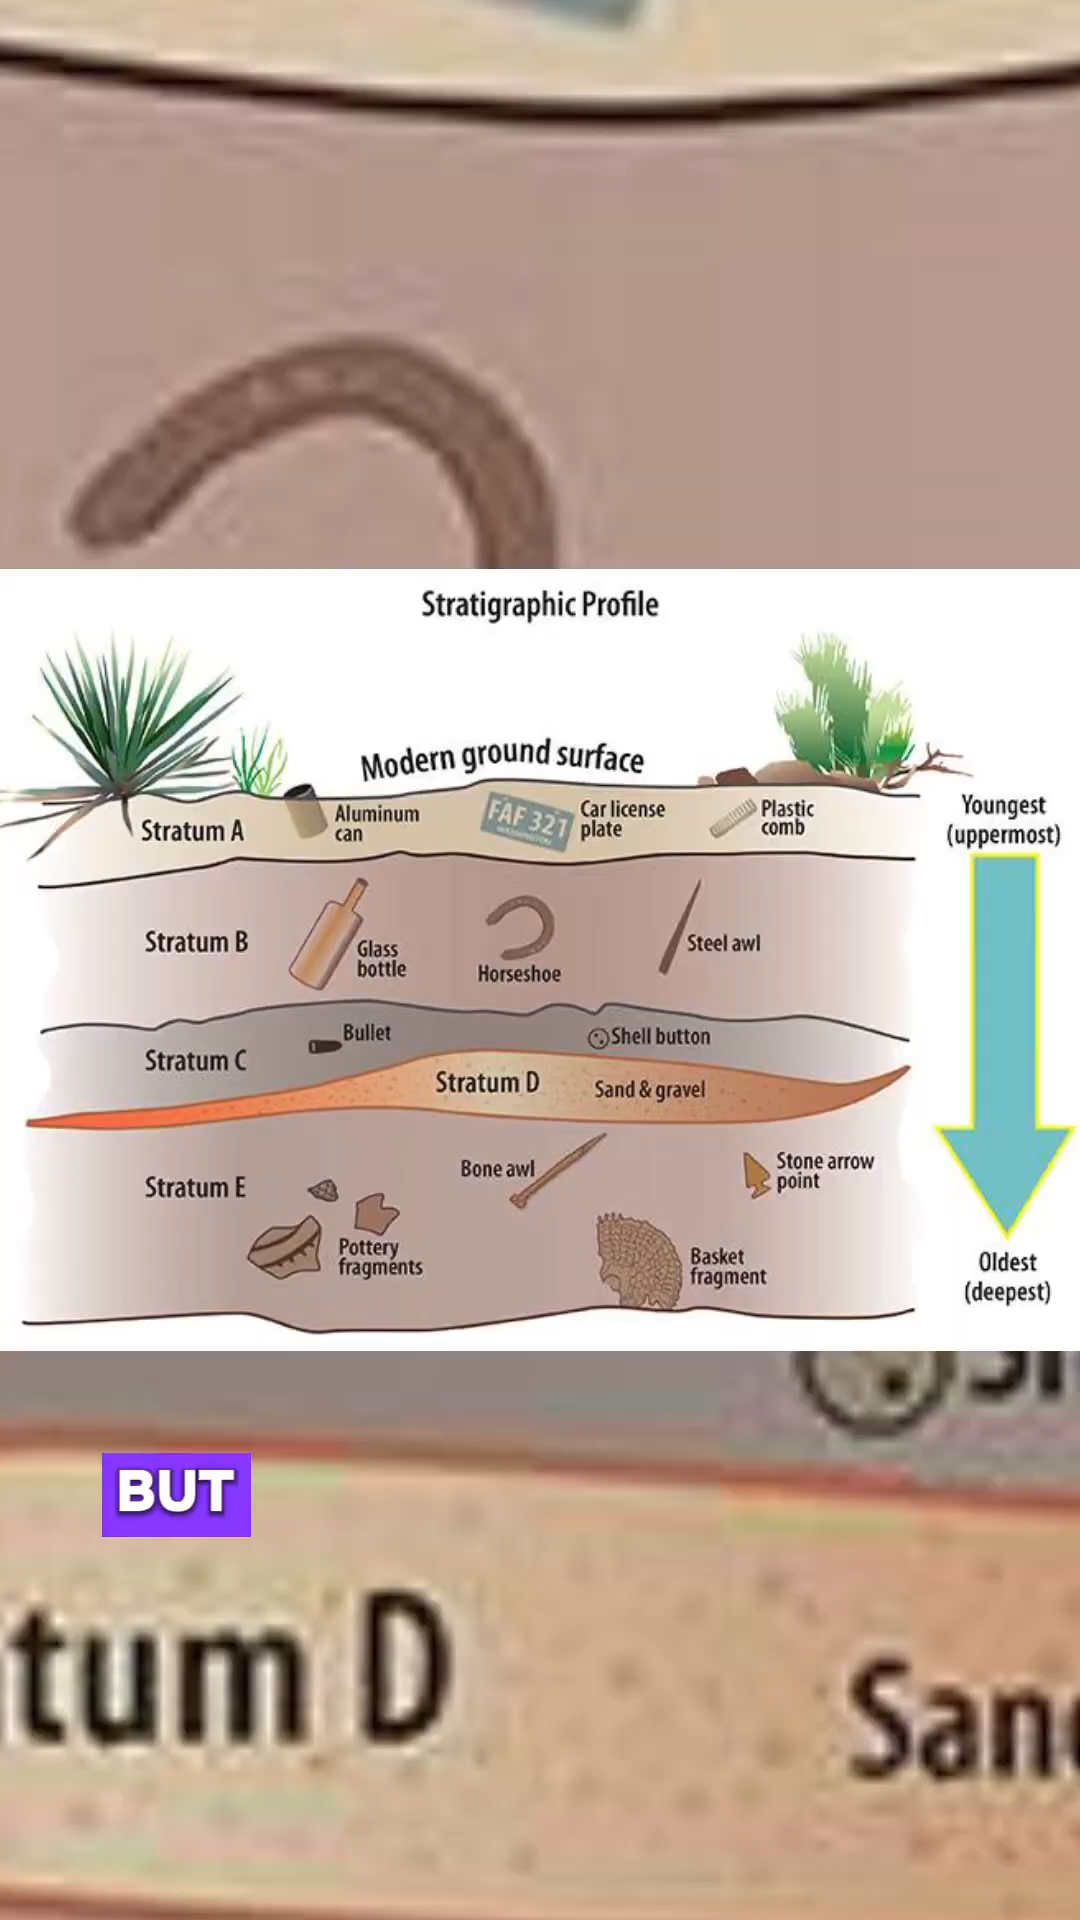 Stratigraphic Profile
Modern ground surface
Stratum A
Aluminum
can
FAF 321
WASHINGTON
Car license
plate
Plastic
comb
Youngest
(uppermost)
Stratum B
Glass
bottle
Horseshoe
Steel awl
Stratum C
Bullet
Shell button
Stratum D
Sand & gravel
Stratum E
Bone awl
Stone arrow
point
Pottery
fragments
Basket
fragment
Oldest
(deepest)
BUT
tum D
San